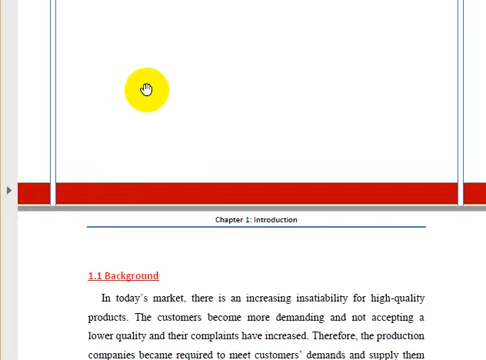 Chapter 1: Introduction
1.1 Background
In today's market, there is an increasing insatiability for high-quality
products. The customers become more demanding and not accepting a
lower quality and their complaints have increased. Therefore, the production
companies became required to meet customers' demands and supply them